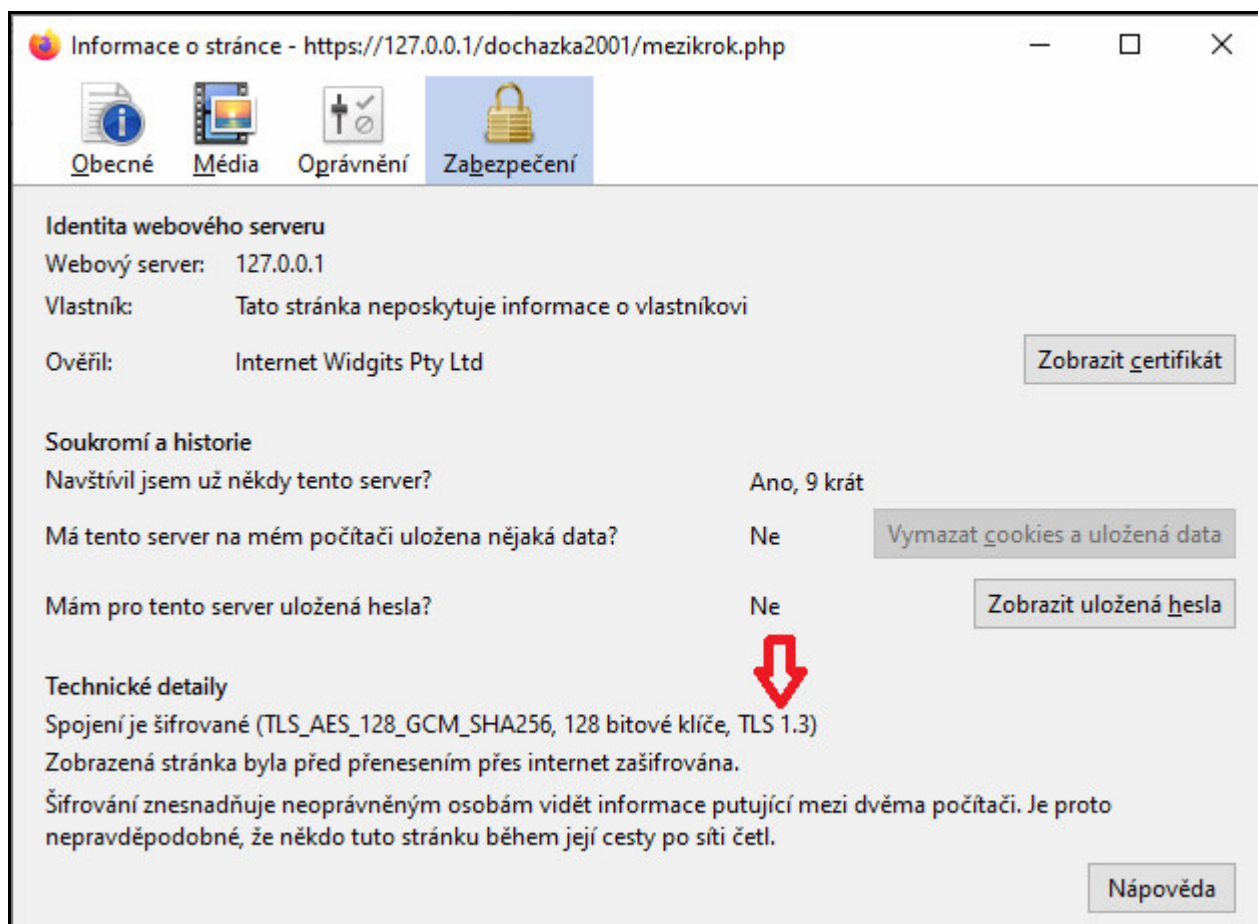 Informace o stránce - https://127.0.0.1/dochazka2001/mezikrok.php
Obecné Média Oprávnění Zabezpečení
Identita webového serveru
Webový server: 127.0.0.1
Vlastník: Tato stránka neposkytuje informace o vlastníkovi
Ověřil: Internet Widgits Pty Ltd Zobrazit certifikát
Soukromí a historie
Navštívil jsem už někdy tento server? Ano, 9 krát
Má tento server na mém počítači uložena nějaká data? Ne Vymazat cookies a uložená data
Mám pro tento server uložená hesla? Ne Zobrazit uložená hesla
Technické detaily
Spojení je šifrované (TLS_AES_128_GCM_SHA256, 128 bitové klíče, TLS 1.3)
Zobrazená stránka byla před přenesením přes internet zašifrována.
Šifrování znesnadňuje neoprávněným osobám vidět informace putující mezi dvěma počítači. Je proto
nepravděpodobné, že někdo tuto stránku během její cesty po síti četl.
Nápověda